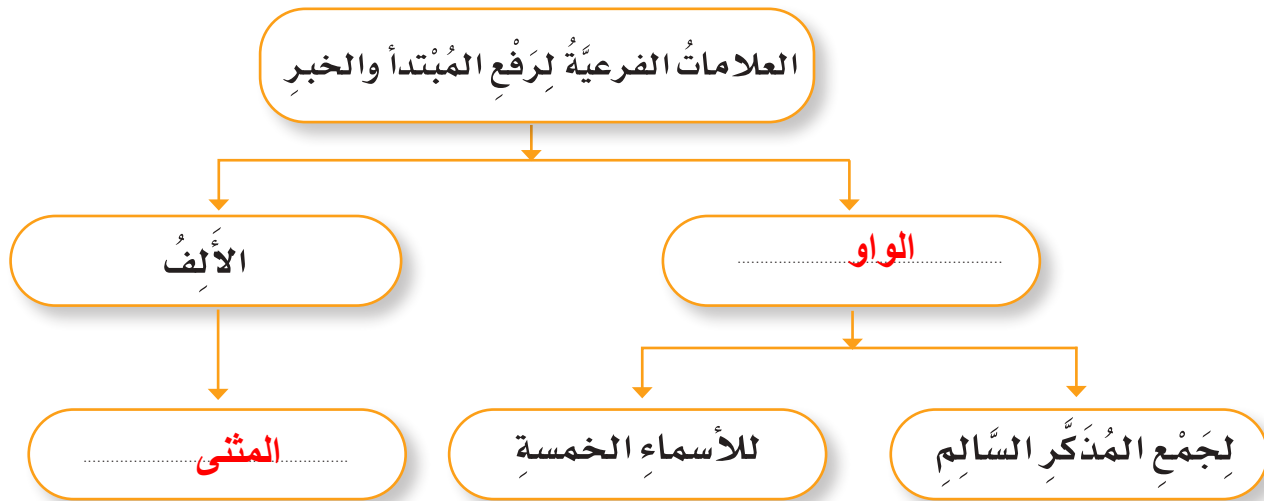 العلاماتُ الفرعيَّةُ لِرَفْعِ المُبْتدأ والخبرِ
الواو
الأَلِفُ
لِجَمْعِ المُذَكَّرِ السَّالِمِ
للأسماءِ الخمسةِ
المثنى